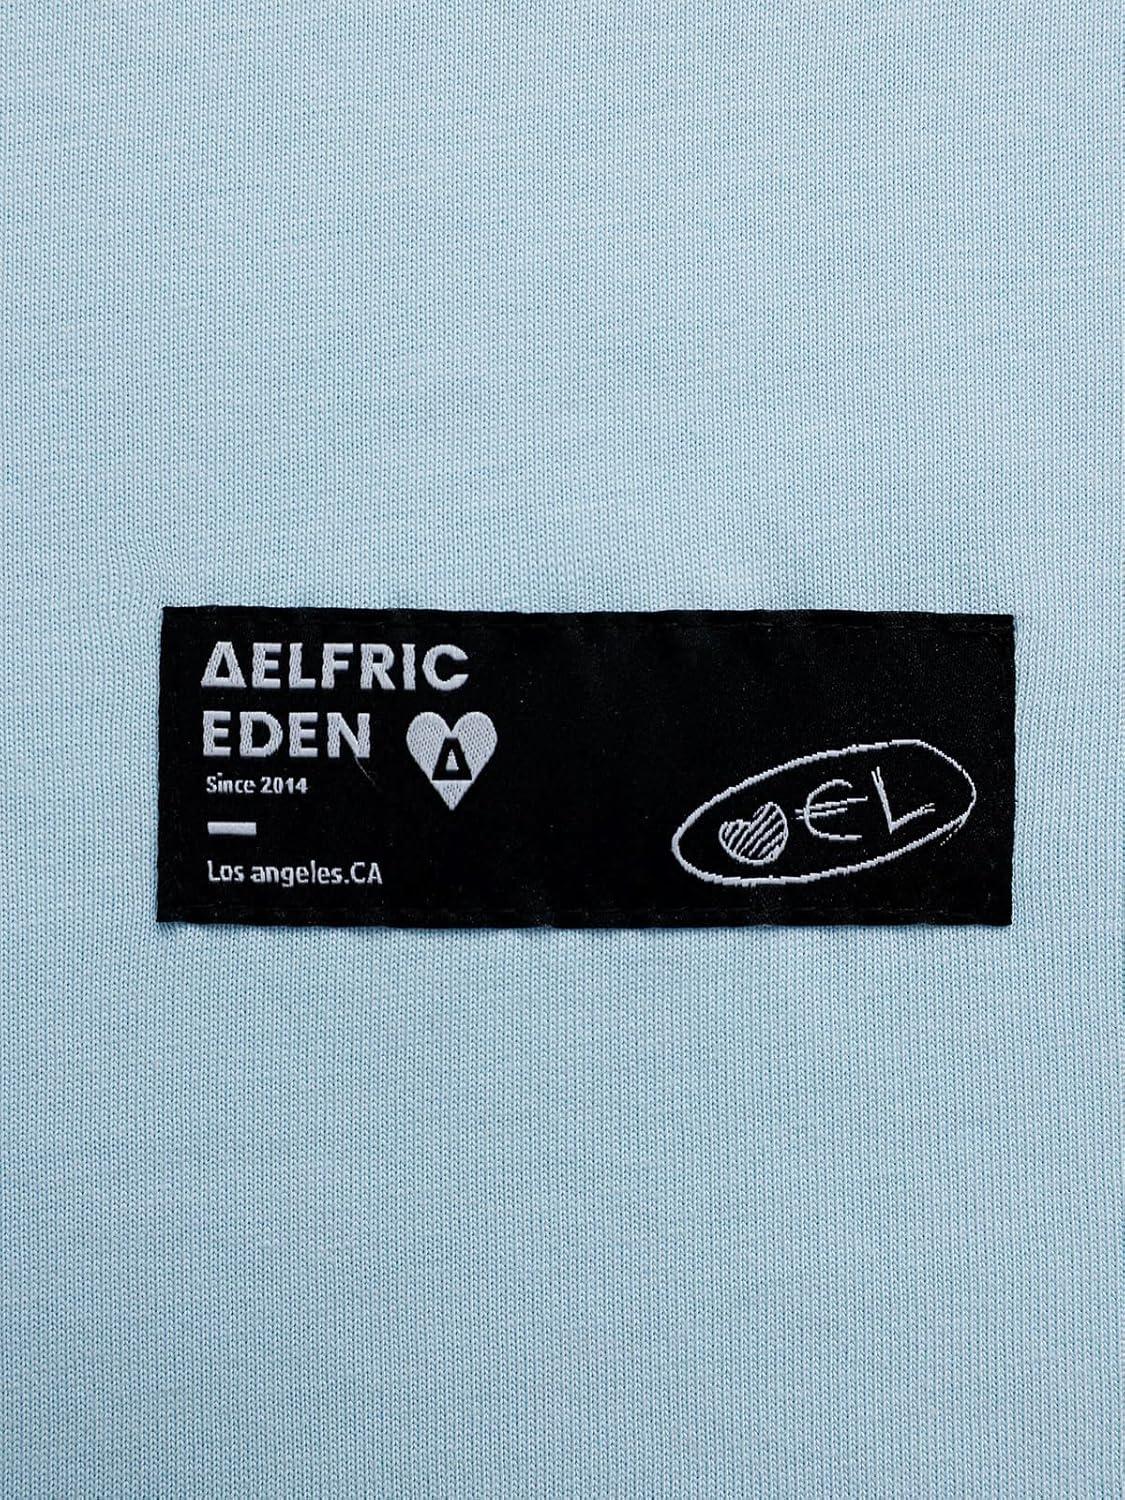 ΔELFRIC
EDEN
Since 2014
Los angeles.CA
Δ
€L